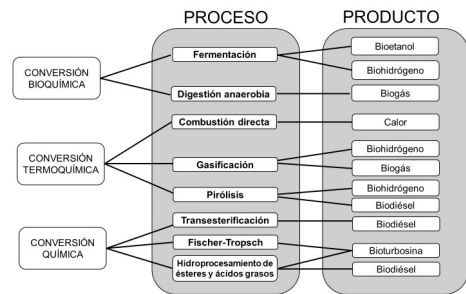 PROCESO
PRODUCTO
CONVERSIÓN
BIOQUÍMICA
Fermentación
Bioetanol
Biohidrógeno
Digestión anaerobia
Biogás
CONVERSIÓN
TERMOQUÍMICA
Combustión directa
Calor
Gasificación
Biohidrógeno
Biogás
Pirólisis
Biohidrógeno
Biodiésel
CONVERSIÓN
QUÍMICA
Transesterificación
Biodiésel
Fischer-Tropsch
Bioturbosina
Hidroprocesamiento de
ésteres y ácidos grasos
Biodiésel